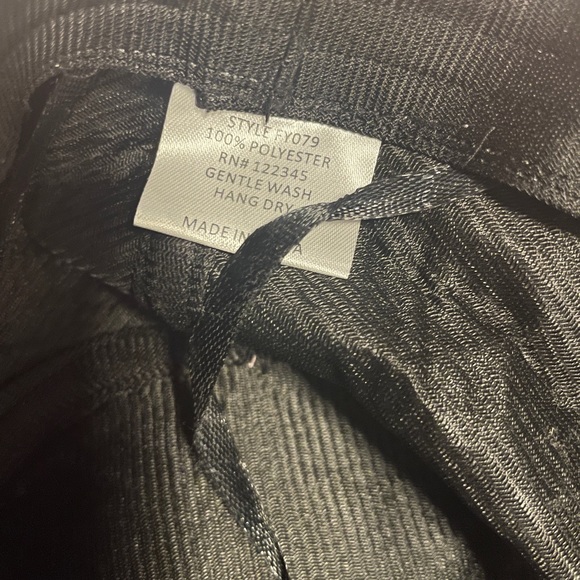 STYLE FY079
100% POLYESTER
RN# 122345
GENTLE WASH
HANG DRY
MADE IN